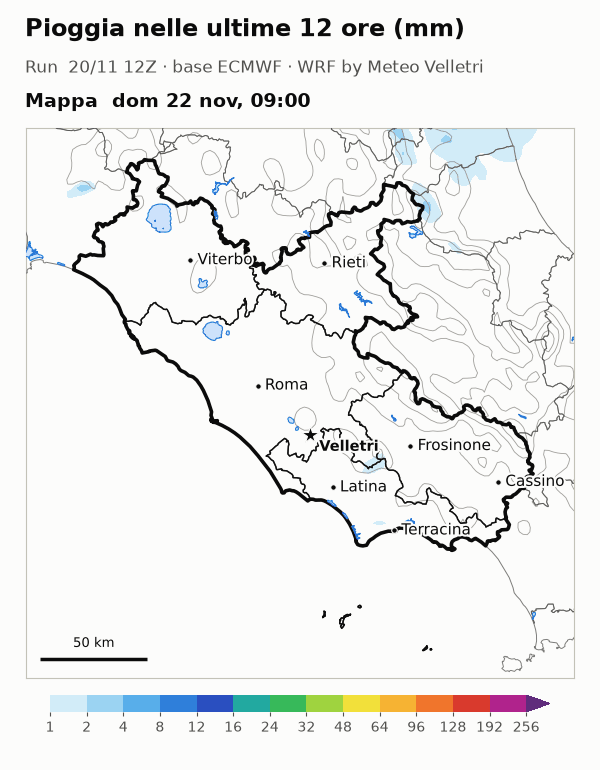 Pioggia nelle ultime 12 ore (mm)
Run  20/11 12Z · base ECMWF · WRF by Meteo Velletri
Mappa  dom 22 nov, 09:00
Viterbo
Rieti
Roma
Velletri
Frosinone
Latina
Cassino
Terracina
50 km
1 2 4 8 12 16 24 32 48 64 96 128 192 256